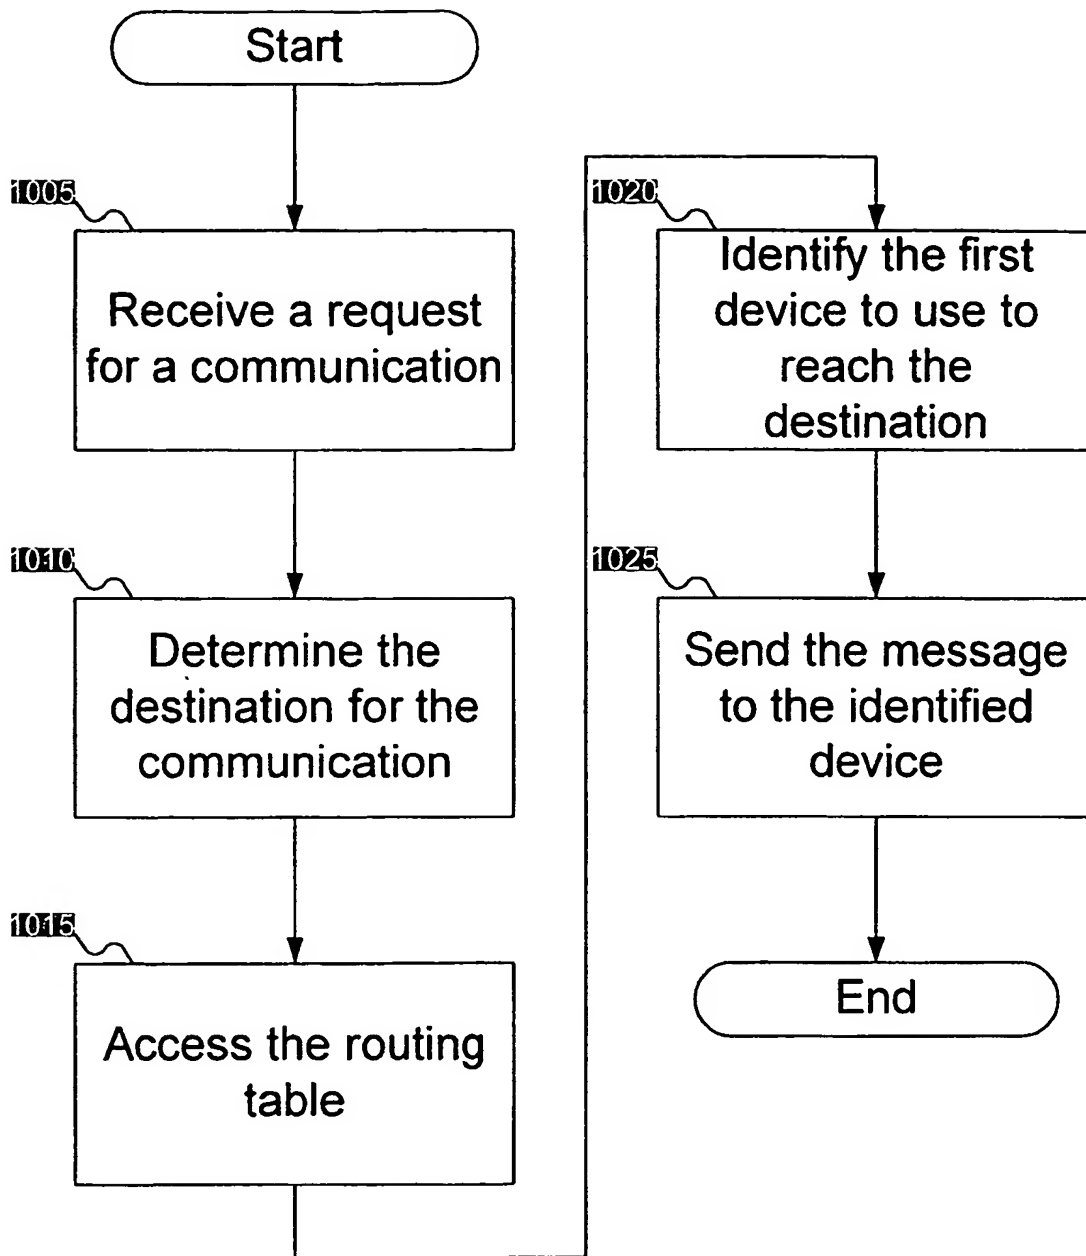 Start
1005
Receive a request
for a communication
1010
Determine the
destination for the
communication
1015
Access the routing
table
1020
Identify the first
device to use to
reach the
destination
1025
Send the message
to the identified
device
End